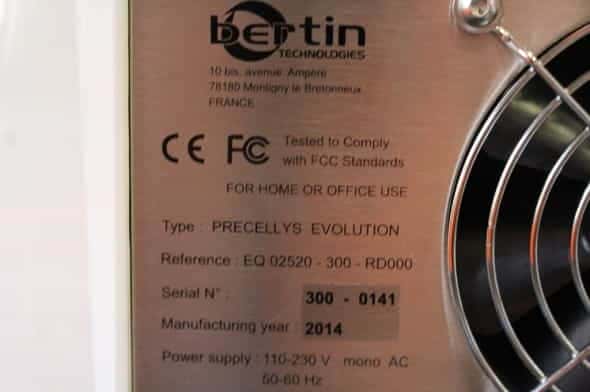 bertin
TECHNOLOGIES
10 bis, avenue Ampère
78180 Montigny le Bretonneux
FRANCE
CE FC Tested to Comply
with FCC Standards
FOR HOME OR OFFICE USE
Type : PRECELLYS EVOLUTION
Reference : EQ 02520 - 300 - RD000
Serial N° : 300 - 0141
Manufacturing year : 2014
Power supply : 110-230 V mono AC
50-60 Hz